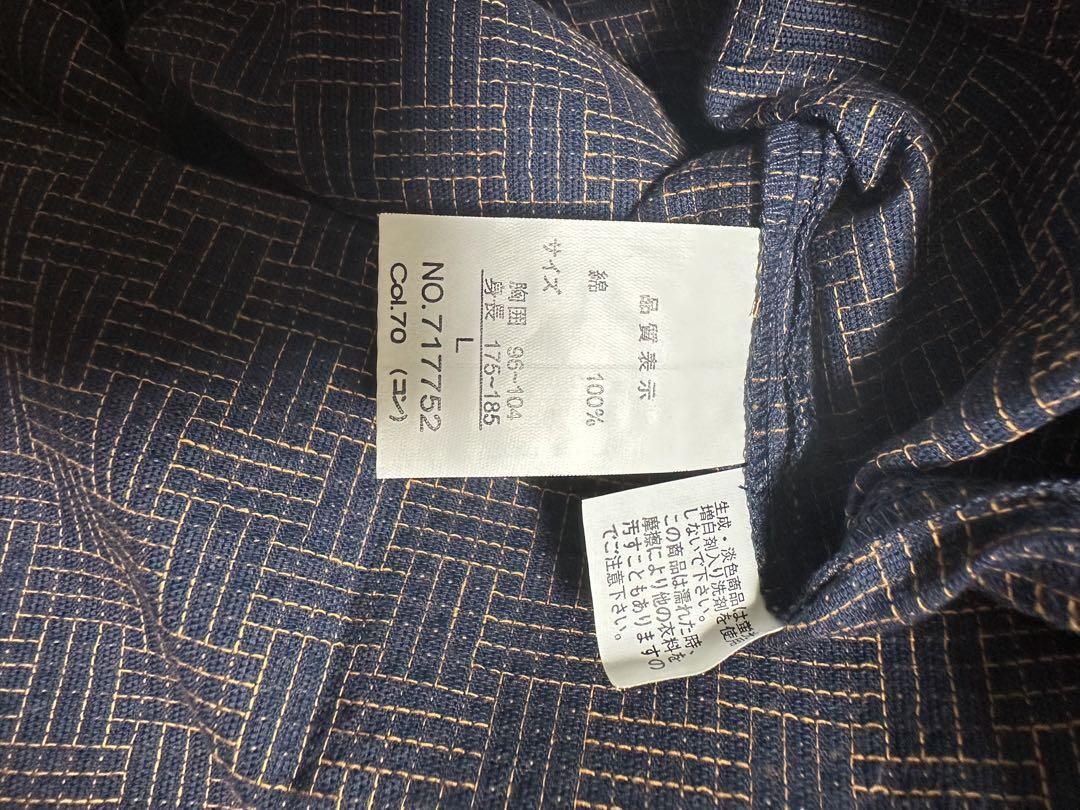 品質表示
綿 100%
サイズ
胸囲 96~104
身長 175~185
L
NO.717752
Col.70 (コン)
生成・淡色商品は
増白剤入り洗剤を使
しないで下さい。
この商品は濡れた時、
摩擦により他の衣料を
汚すこともありますの
でご注意下さい。